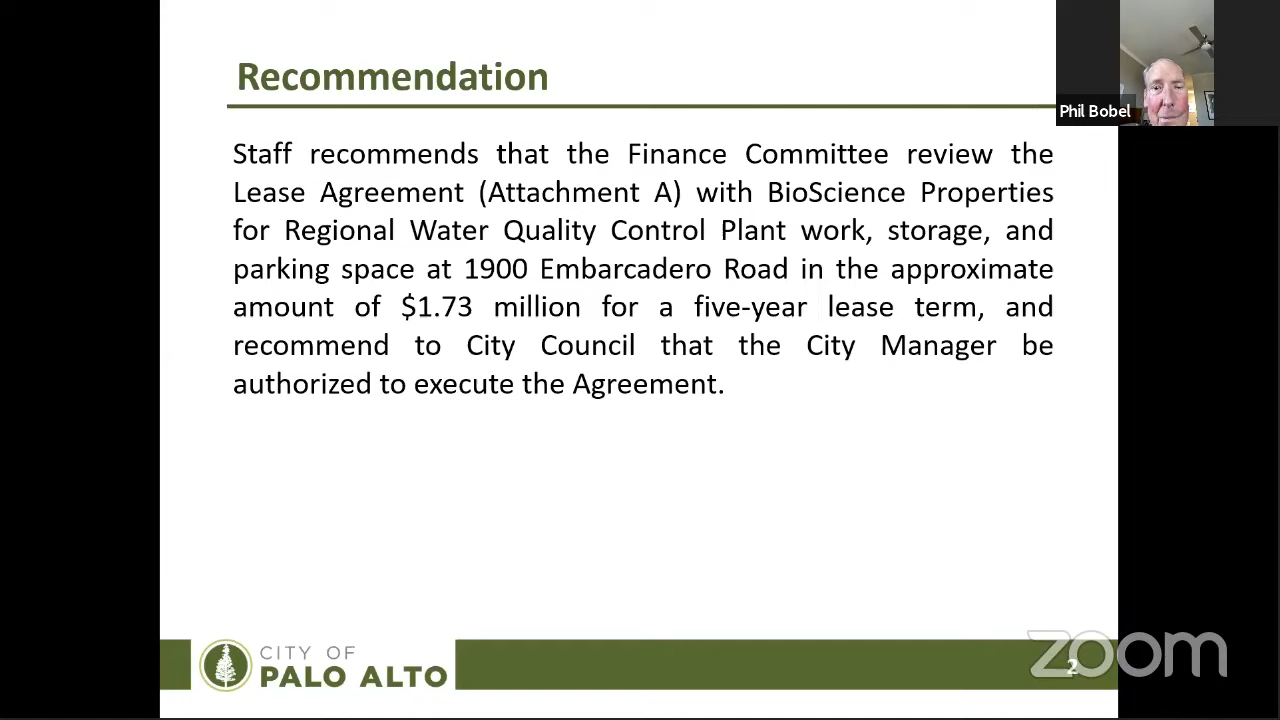 Recommendation
Phil Bobel
Staff recommends that the Finance Committee review the
Lease Agreement (Attachment A) with BioScience Properties
for Regional Water Quality Control Plant work, storage, and
parking space at 1900 Embarcadero Road in the approximate
amount of $1.73 million for a five-year lease term, and
recommend to City Council that the City Manager be
authorized to execute the Agreement.
CITY OF
PALO ALTO
2
zoom